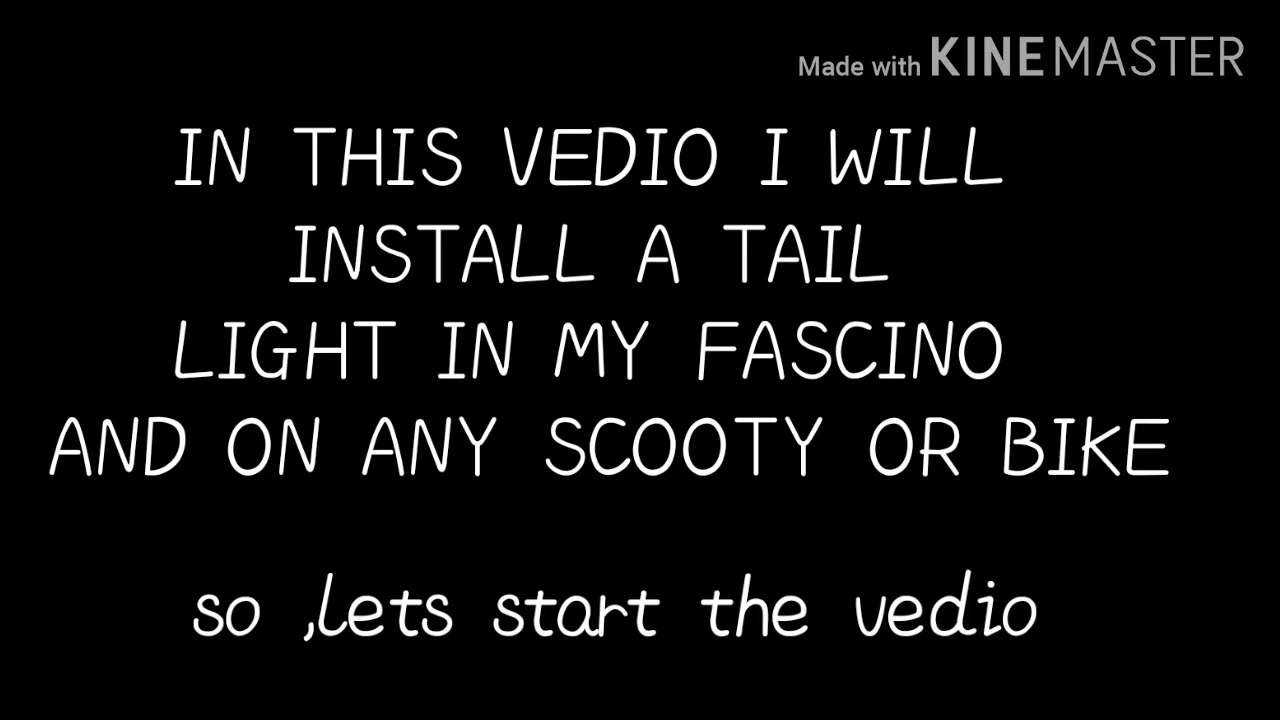 Made with KINEMASTER
IN THIS VEDIO I WILL
INSTALL A TAIL
LIGHT IN MY FASCINO
AND ON ANY SCOOTY OR BIKE
so ,lets start the vedio